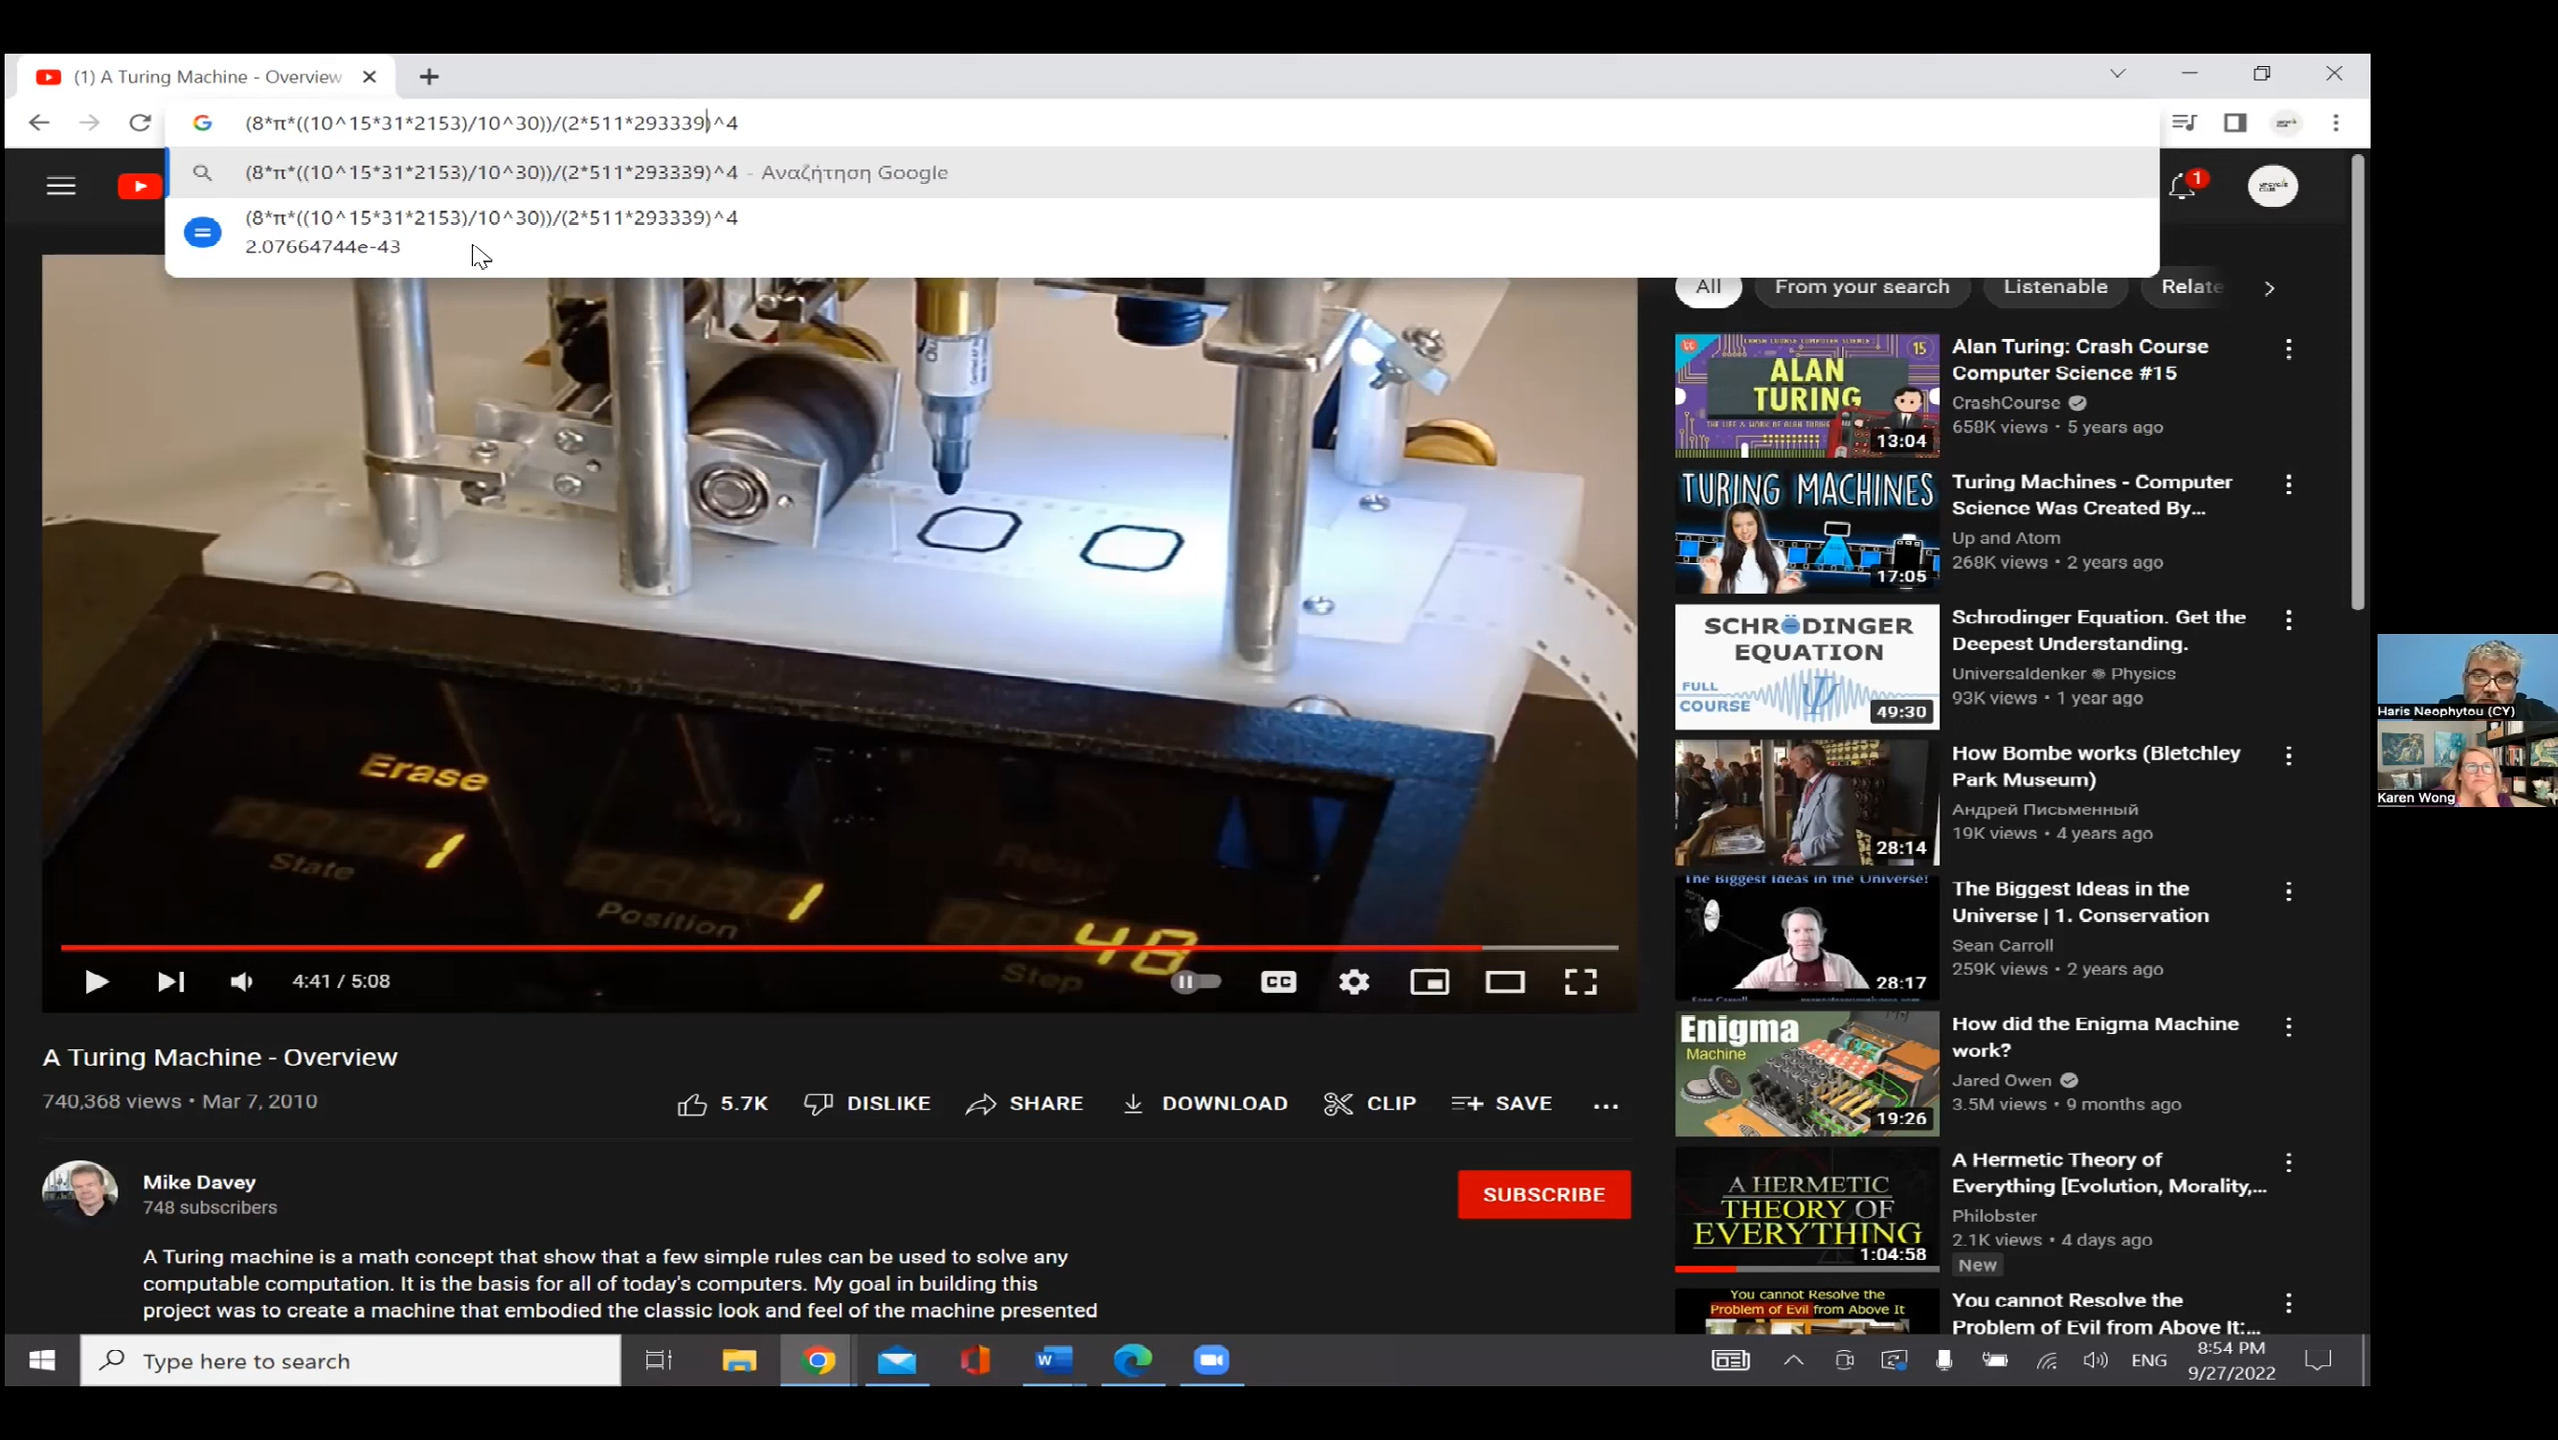 (1) A Turing Machine - Overview
(8*π*((10^15*31*2153)/10^30))/(2*511*293339)^4
(8*π*((10^15*31*2153)/10^30))/(2*511*293339)^4 - Αναζήτηση Google
(8*π*((10^15*31*2153)/10^30))/(2*511*293339)^4
2.07664744e-43
1
All
From your search
Listenable
Relate
ALAN
TURING
15
13:04
Alan Turing: Crash Course
Computer Science #15
CrashCourse
658K views • 5 years ago
TURING MACHINES
17:05
Turing Machines - Computer
Science Was Created By...
Up and Atom
268K views • 2 years ago
SCHRÖDINGER
EQUATION
FULL
COURSE
49:30
Schrodinger Equation. Get the
Deepest Understanding.
Universaldenker ⚛ Physics
93K views • 1 year ago
28:14
How Bombe works (Bletchley
Park Museum)
Андрей Письменный
19K views • 4 years ago
The Biggest Ideas in the Universe!
28:17
The Biggest Ideas in the
Universe | 1. Conservation
Sean Carroll
259K views • 2 years ago
Enigma
Machine
19:26
How did the Enigma Machine
work?
Jared Owen
3.5M views • 9 months ago
A HERMETIC
THEORY OF
EVERYTHING
1:04:58
A Hermetic Theory of
Everything [Evolution, Morality,...
Philobster
2.1K views • 4 days ago
New
You cannot Resolve the
Problem of Evil from Above It
You cannot Resolve the
Problem of Evil from Above It:...
Erase
1
State
1
Position
Read
48
Step
4:41 / 5:08
CC
A Turing Machine - Overview
740,368 views • Mar 7, 2010
5.7K
DISLIKE
SHARE
DOWNLOAD
CLIP
SAVE
Mike Davey
748 subscribers
SUBSCRIBE
A Turing machine is a math concept that show that a few simple rules can be used to solve any
computable computation. It is the basis for all of today's computers. My goal in building this
project was to create a machine that embodied the classic look and feel of the machine presented
Haris Neophytou (CY)
Karen Wong
Type here to search
ENG
8:54 PM
9/27/2022